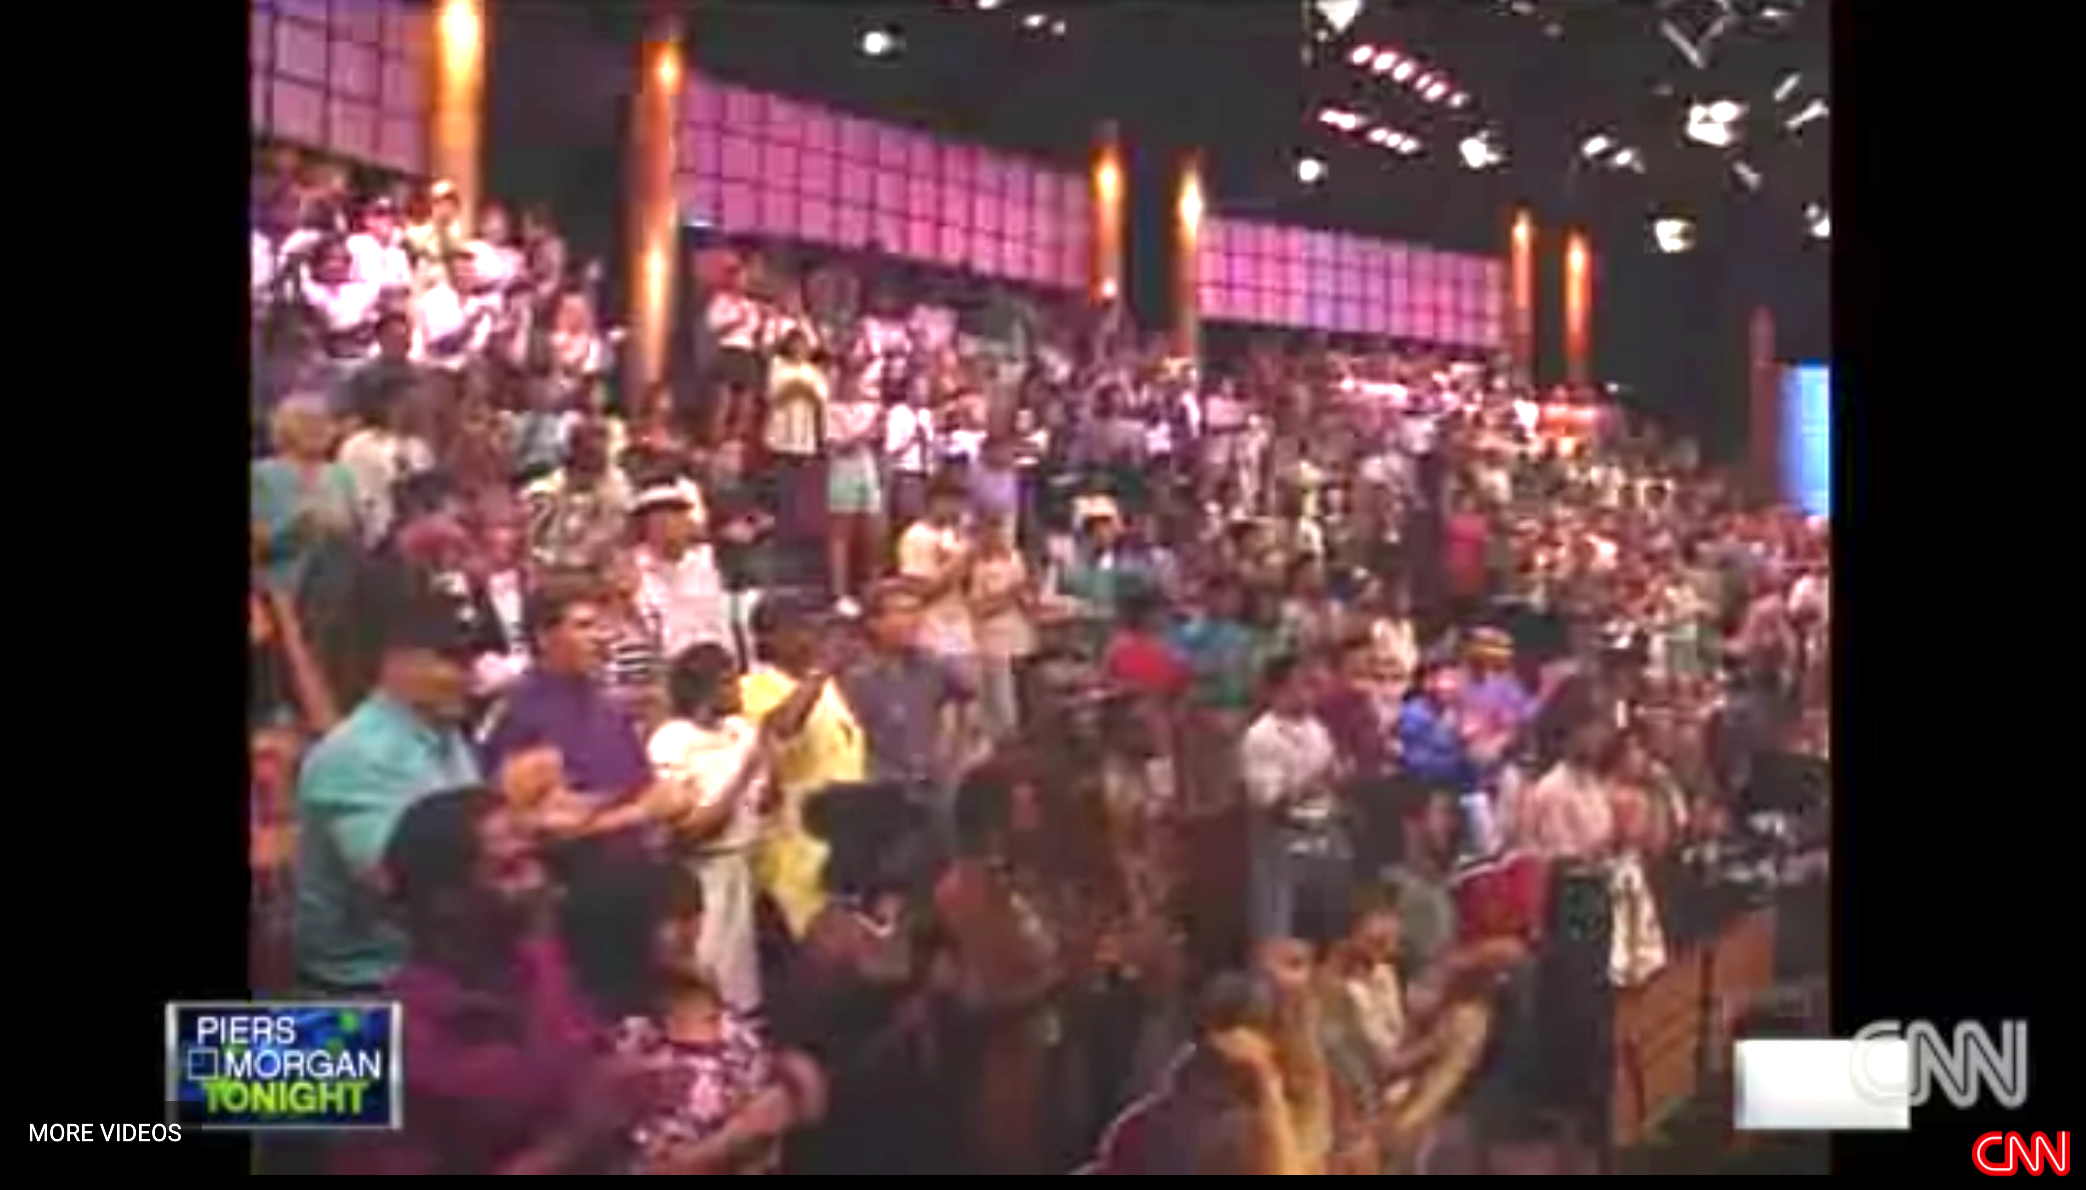 PIERS
MORGAN
TONIGHT
MORE VIDEOS
CNN
CNN